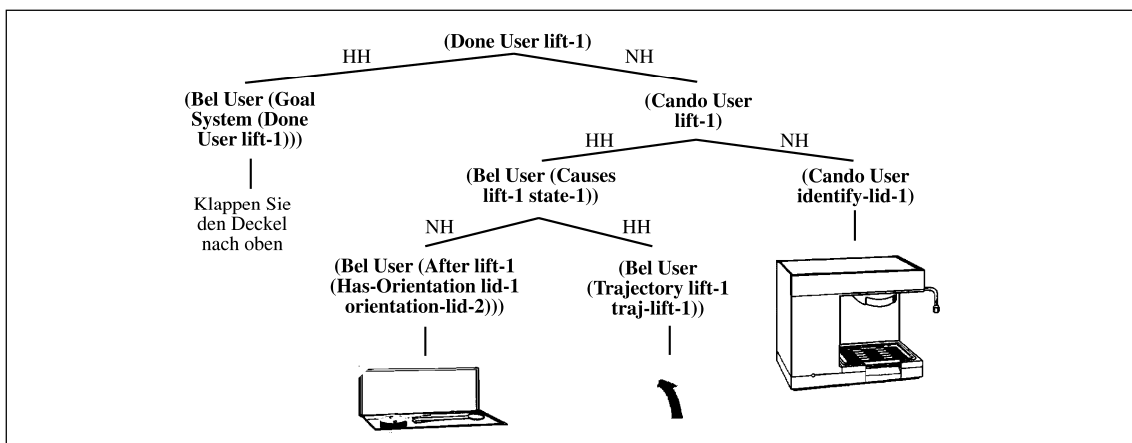 (Done User lift-1)
HH
NH
(Bel User (Goal
System (Done
User lift-1)))
(Cando User
lift-1)
HH
NH
Klappen Sie
den Deckel
nach oben
(Bel User (Causes
lift-1 state-1))
(Cando User
identify-lid-1)
NH
HH
(Bel User (After lift-1
(Has-Orientation lid-1
orientation-lid-2)))
(Bel User
(Trajectory lift-1
traj-lift-1))